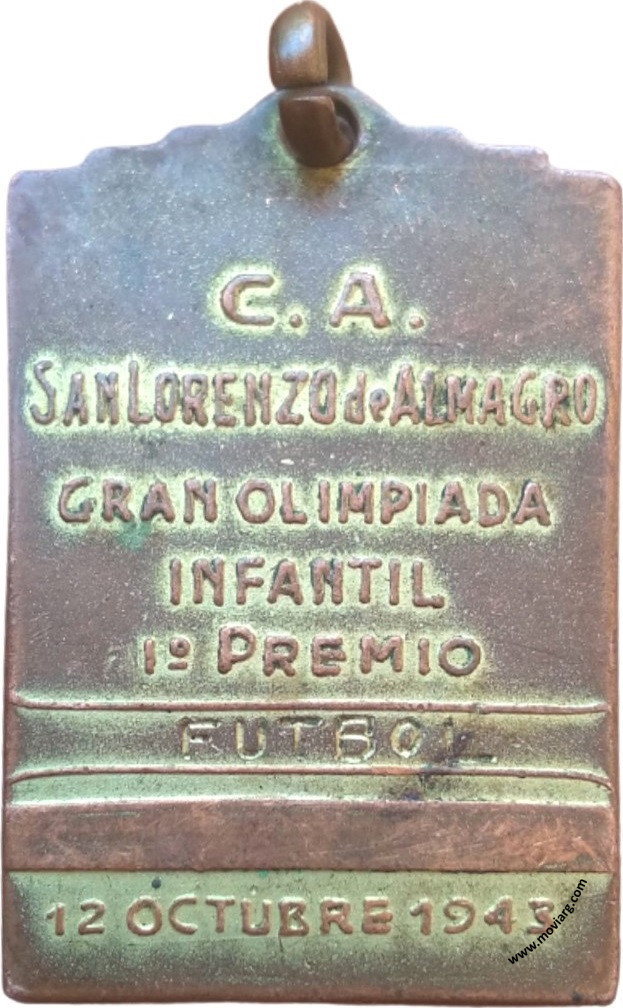 C. A.
SAN LORENZO de ALMAGRO
GRAN OLIMPIADA
INFANTIL
1º PREMIO
FUTBOL
12 OCTUBRE 1943
www.moviarg.com